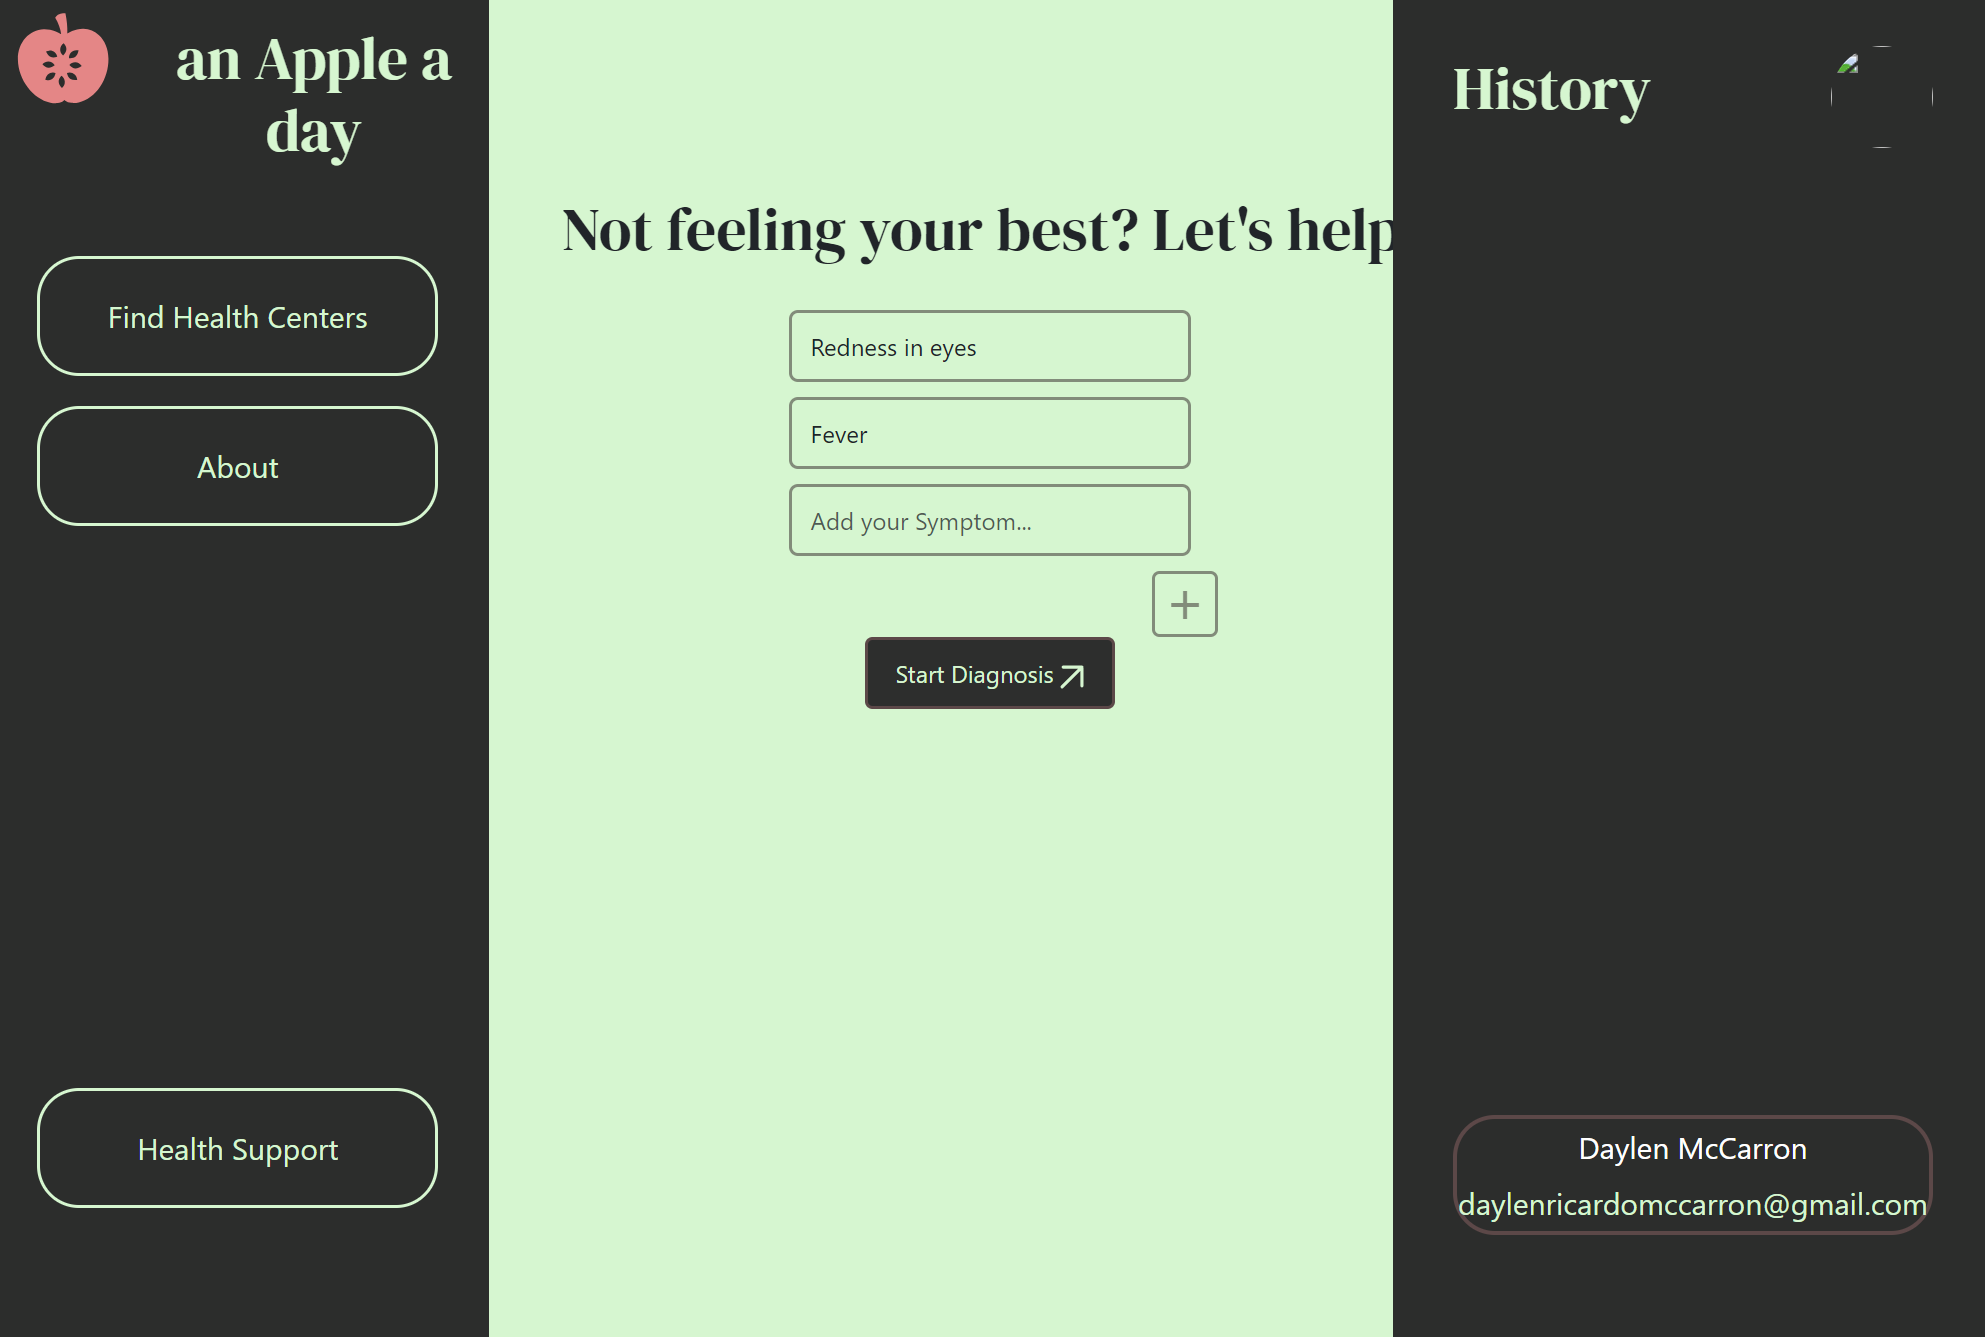 an Apple a
day
Find Health Centers
About
Health Support
Not feeling your best? Let's help
Redness in eyes
Fever
Add your Symptom...
Start Diagnosis
History
Daylen McCarron
daylenricardomccarron@gmail.com